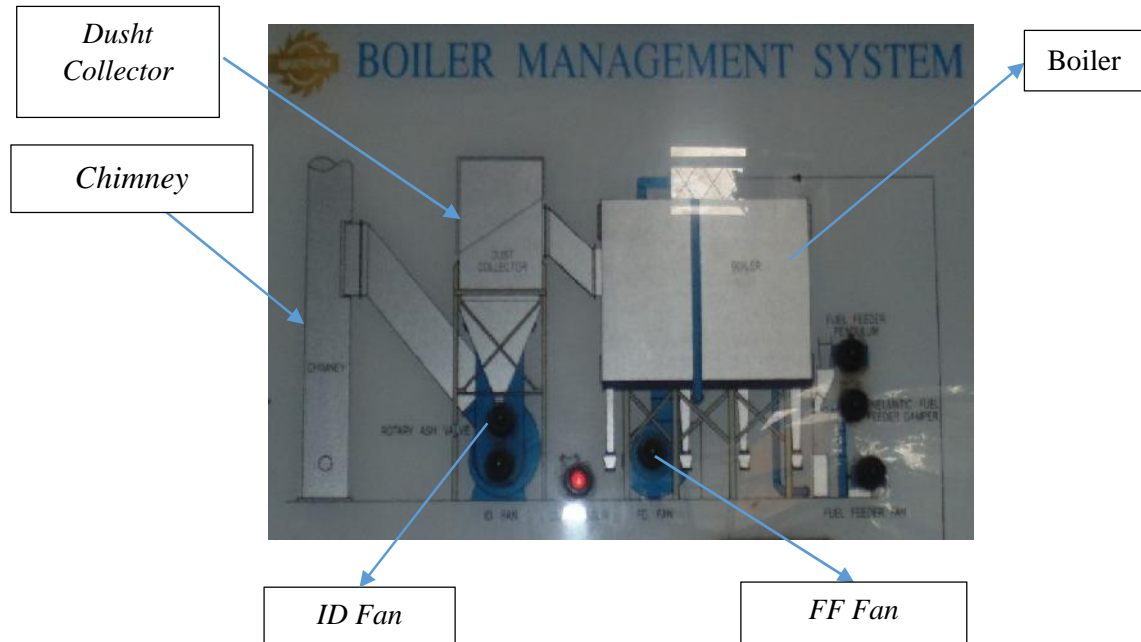 Dusht
Collector
BOILER MANAGEMENT SYSTEM
Boiler
Chimney
DUST
COLLECTOR
BOILER
FUEL FEEDER
PENDULUM
CHIMNEY
FUEL
FEEDER DAMPER
ROTARY ASH VALVE
ID FAN
FD. FAN
FUEL FEEDER FAN
ID Fan
FF Fan